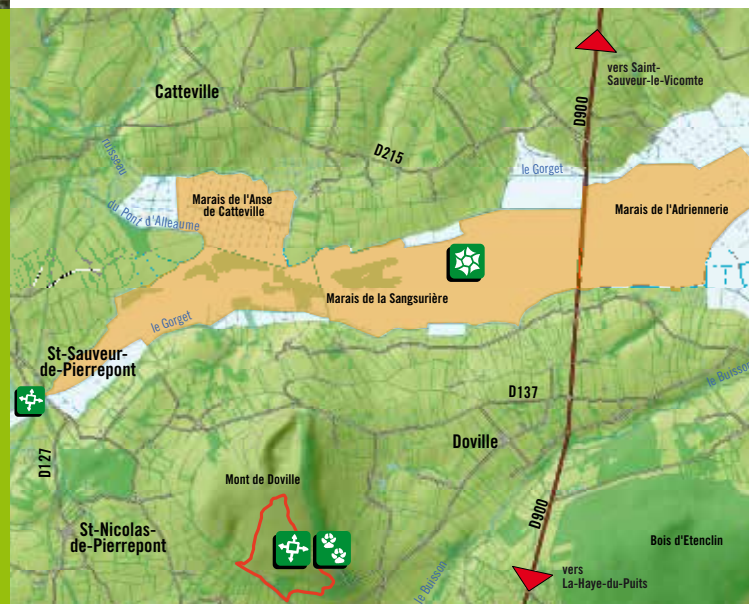 vers Saint-
Sauveur-le-Vicomte
Catteville
D900
D215
le Gorget
ruisseau
du Pont d'Alleaume
Marais de l'Anse
de Catteville
Marais de l'Adriennerie
Marais de la Sangsurière
le Gorget
St-Sauveur-
de-Pierrepont
D137
le Buisson
D127
Doville
Mont de Doville
D900
St-Nicolas-
de-Pierrepont
Bois d'Etenclin
le Buisson
vers
La-Haye-du-Puits